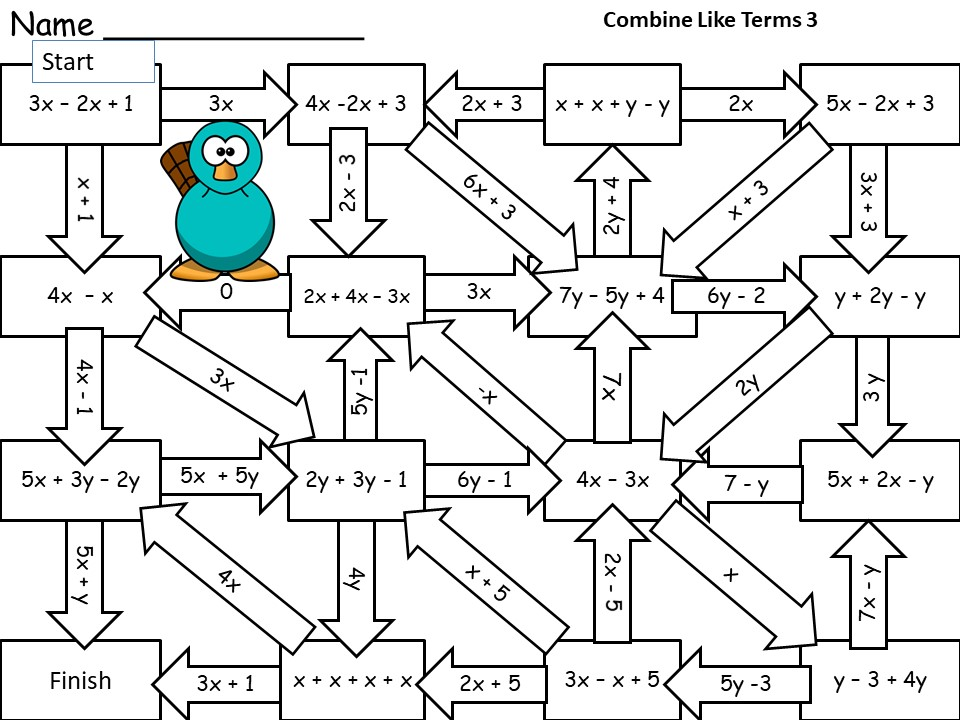 Name
Combine Like Terms 3
Start
3x – 2x + 1
3x
4x -2x + 3
2x + 3
x + x + y - y
2x
5x – 2x + 3
x + 1
2x - 3
6x + 3
2y + 4
x + 3
3x + 3
4x - x
0
2x + 4x – 3x
3x
7y – 5y + 4
6y - 2
y + 2y – y
4x - 1
3x
5y -1
-x
7x
2y
3 y
5x + 3y – 2y
5x + 5y
2y + 3y - 1
6y - 1
4x – 3x
7 - y
5x + 2x - y
5x + y
4x
4y
x + 5
2x - 5
x
7x - y
Finish
3x + 1
x + x + x + x
2x + 5
3x – x + 5
5y -3
y – 3 + 4y